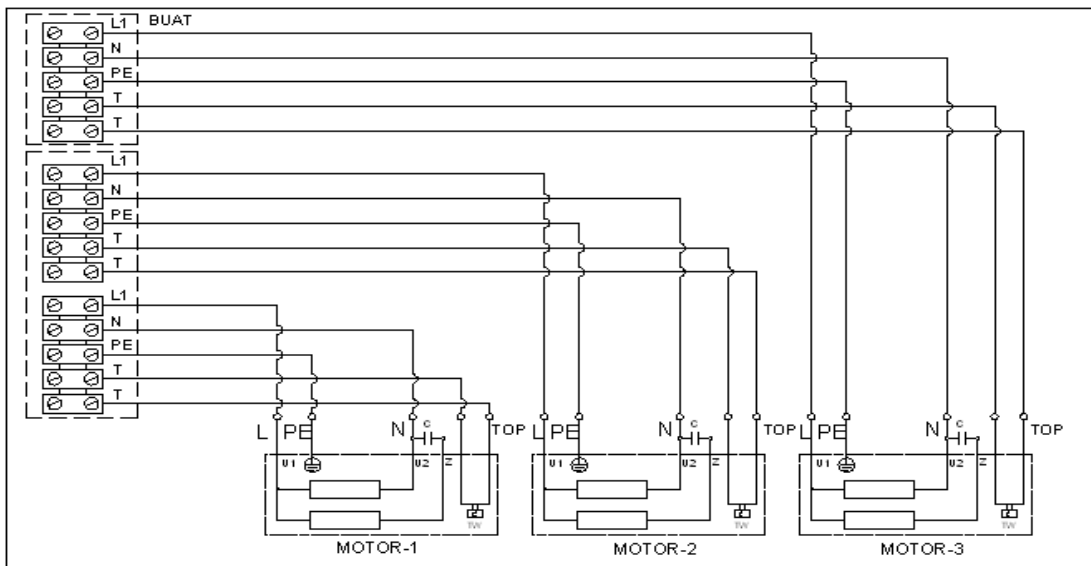 L1 BUAT
N
PE
T
T
L1
N
PE
T
T
L1
N
PE
T
T
L PE N C TOP L PE N C TOP L PE N C TOP
U1 U2 Z U1 U2 Z U1 U2 Z
TW TW TW
MOTOR-1 MOTOR-2 MOTOR-3